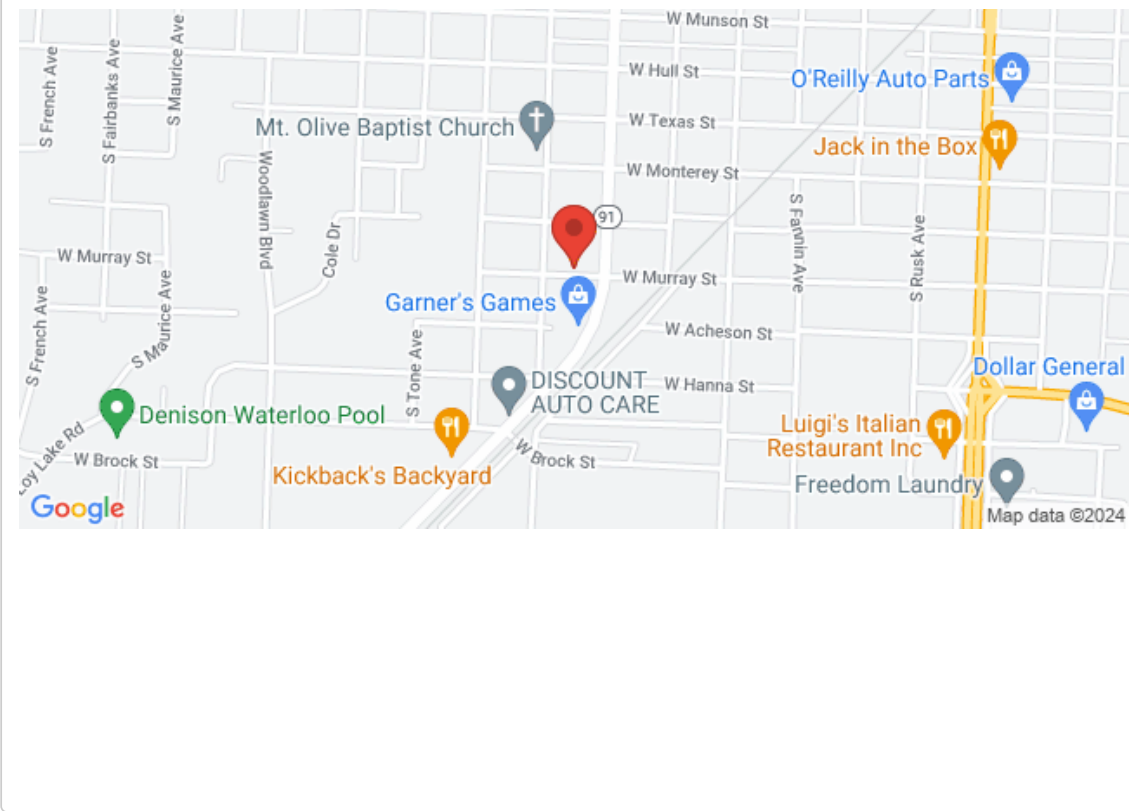 W Munson St
S French Ave
S Fairbanks Ave
S Maurice Ave
W Hull St
O'Reilly Auto Parts
W Texas St
Mt. Olive Baptist Church
Jack in the Box
W Monterey St
Woodlawn Blvd
S Fannin Ave
91
S Rusk Ave
Cole Dr
W Murray St
W Murray St
Garner's Games
S French Ave
S Maurice Ave
W Acheson St
S Tone Ave
Dollar General
DISCOUNT
AUTO CARE
W Hanna St
Denison Waterloo Pool
Luigi's Italian
Restaurant Inc
Loy Lake Rd
W Brock St
W Brock St
Kickback's Backyard
Freedom Laundry
Google
Map data ©2024